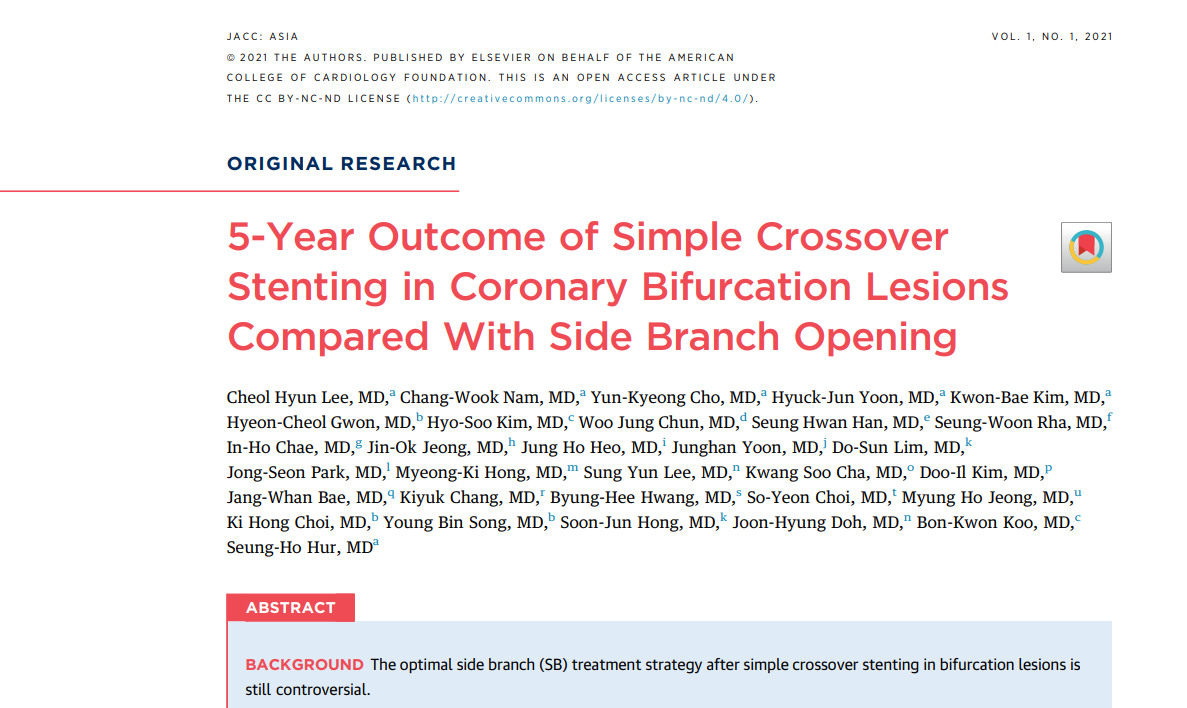 JACC: ASIA
VOL. 1, NO. 1, 2021
© 2021 THE AUTHORS. PUBLISHED BY ELSEVIER ON BEHALF OF THE AMERICAN
COLLEGE OF CARDIOLOGY FOUNDATION. THIS IS AN OPEN ACCESS ARTICLE UNDER
THE CC BY-NC-ND LICENSE (http://creativecommons.org/licenses/by-nc-nd/4.0/).
ORIGINAL RESEARCH
5-Year Outcome of Simple Crossover
Stenting in Coronary Bifurcation Lesions
Compared With Side Branch Opening
Cheol Hyun Lee, MD,a Chang-Wook Nam, MD,a Yun-Kyeong Cho, MD,a Hyuck-Jun Yoon, MD,a Kwon-Bae Kim, MD,a
Hyeon-Cheol Gwon, MD,b Hyo-Soo Kim, MD,c Woo Jung Chun, MD,d Seung Hwan Han, MD,e Seung-Woon Rha, MD,f
In-Ho Chae, MD,g Jin-Ok Jeong, MD,h Jung Ho Heo, MD,i Junghan Yoon, MD,j Do-Sun Lim, MD,k
Jong-Seon Park, MD,l Myeong-Ki Hong, MD,m Sung Yun Lee, MD,n Kwang Soo Cha, MD,o Doo-Il Kim, MD,p
Jang-Whan Bae, MD,q Kiyuk Chang, MD,r Byung-Hee Hwang, MD,s So-Yeon Choi, MD,t Myung Ho Jeong, MD,u
Ki Hong Choi, MD,b Young Bin Song, MD,b Soon-Jun Hong, MD,k Joon-Hyung Doh, MD,n Bon-Kwon Koo, MD,c
Seung-Ho Hur, MDa
ABSTRACT
BACKGROUND The optimal side branch (SB) treatment strategy after simple crossover stenting in bifurcation lesions is
still controversial.